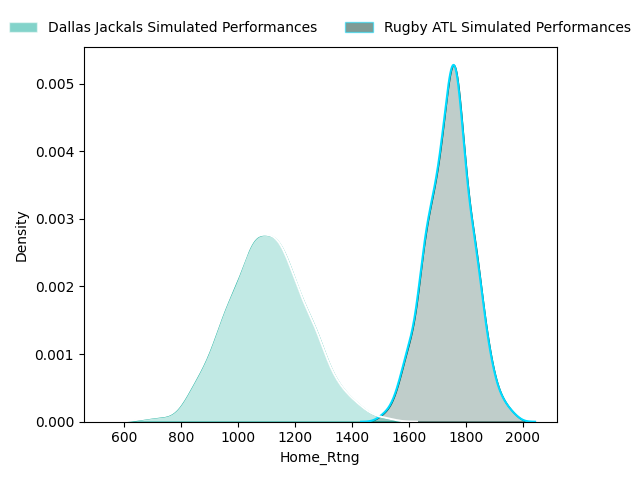 Dallas Jackals Simulated Performances Rugby ATL Simulated Performances
0.005
0.004
0.003
0.002
0.001
0.000
Density
600 800 1000 1200 1400 1600 1800 2000
Home_Rtng